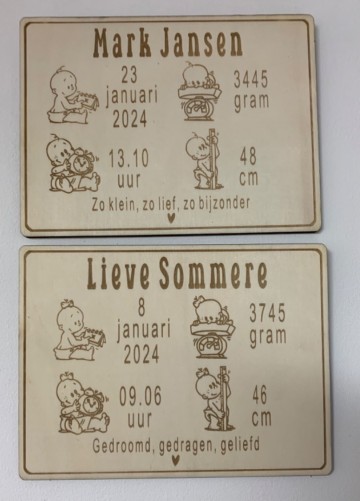 Mark Jansen
23 januari 2024
3445 gram
13.10 uur
48 cm
Zo klein, zo lief, zo bijzonder
Lieve Sommere
8 januari 2024
3745 gram
09.06 uur
46 cm
Gedroomd, gedragen, geliefd